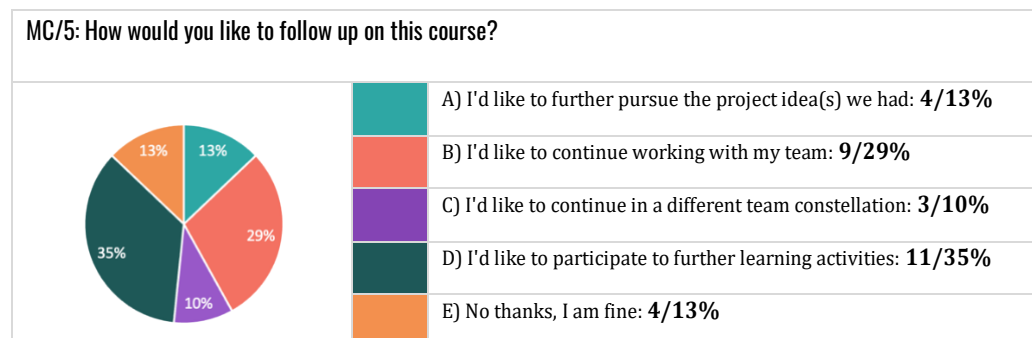 MC/5: How would you like to follow up on this course?
13%
13%
29%
35%
10%
A) I'd like to further pursue the project idea(s) we had: 4/13%
B) I'd like to continue working with my team: 9/29%
C) I'd like to continue in a different team constellation: 3/10%
D) I'd like to participate to further learning activities: 11/35%
E) No thanks, I am fine: 4/13%